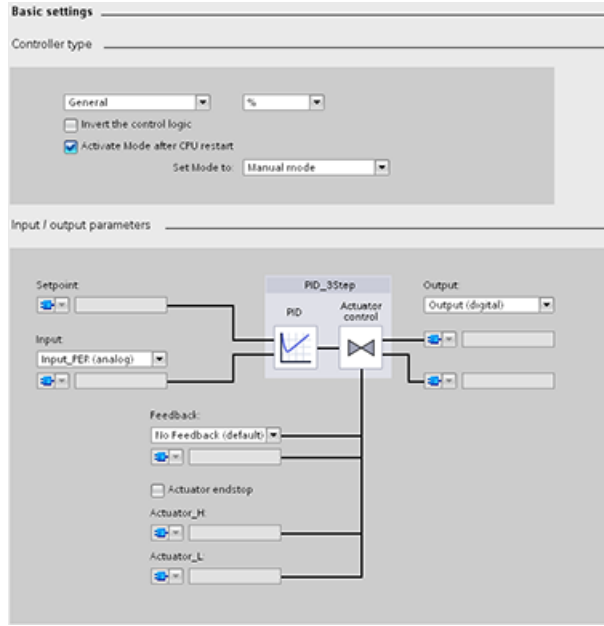 Basic settings
Controller type
General
%
Invert the control logic
Activate Mode after CPU restart
Set Mode to:
Manual mode
Input / output parameters
Setpoint:
PID_3Step
Output:
PID
Actuator
control
Output (digital)
Input:
Input_PER (analog)
Feedback:
No Feedback (default)
Actuator endstop
Actuator_H:
Actuator_L: